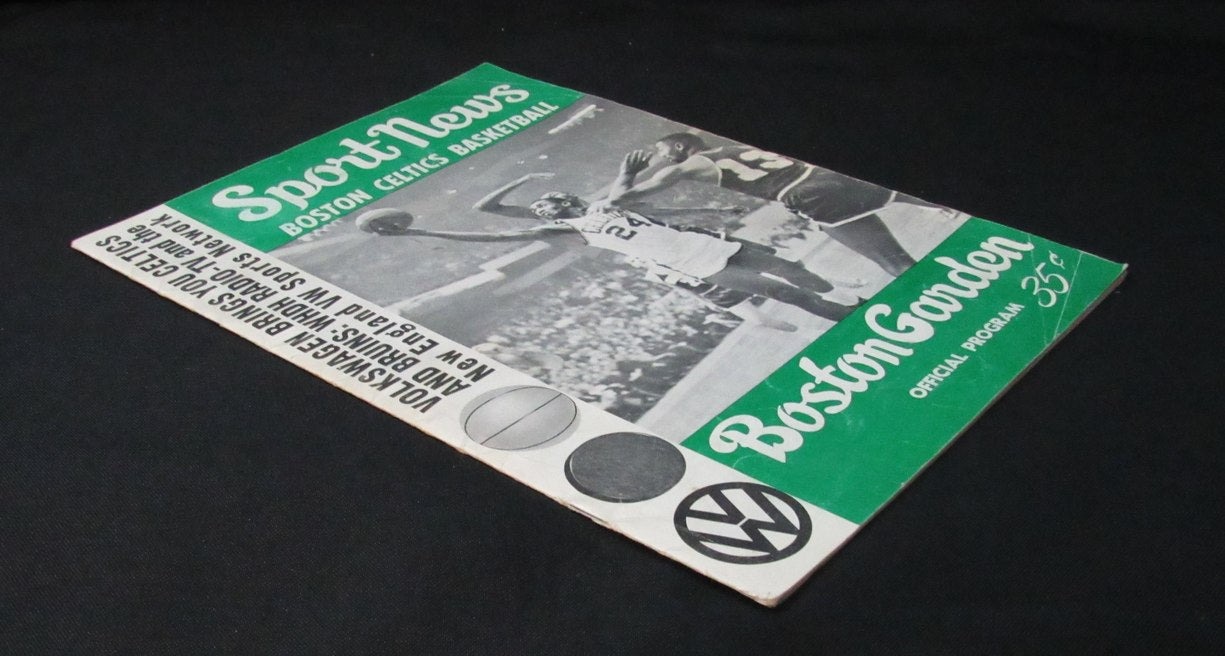 Sport News
BOSTON CELTICS BASKETBALL
VOLKSWAGEN BRINGS YOU CELTICS
AND BRUINS: WHDH RADIO-TV and the
New England VW Sports Network
24
13
Boston Garden
OFFICIAL PROGRAM 35¢
VW